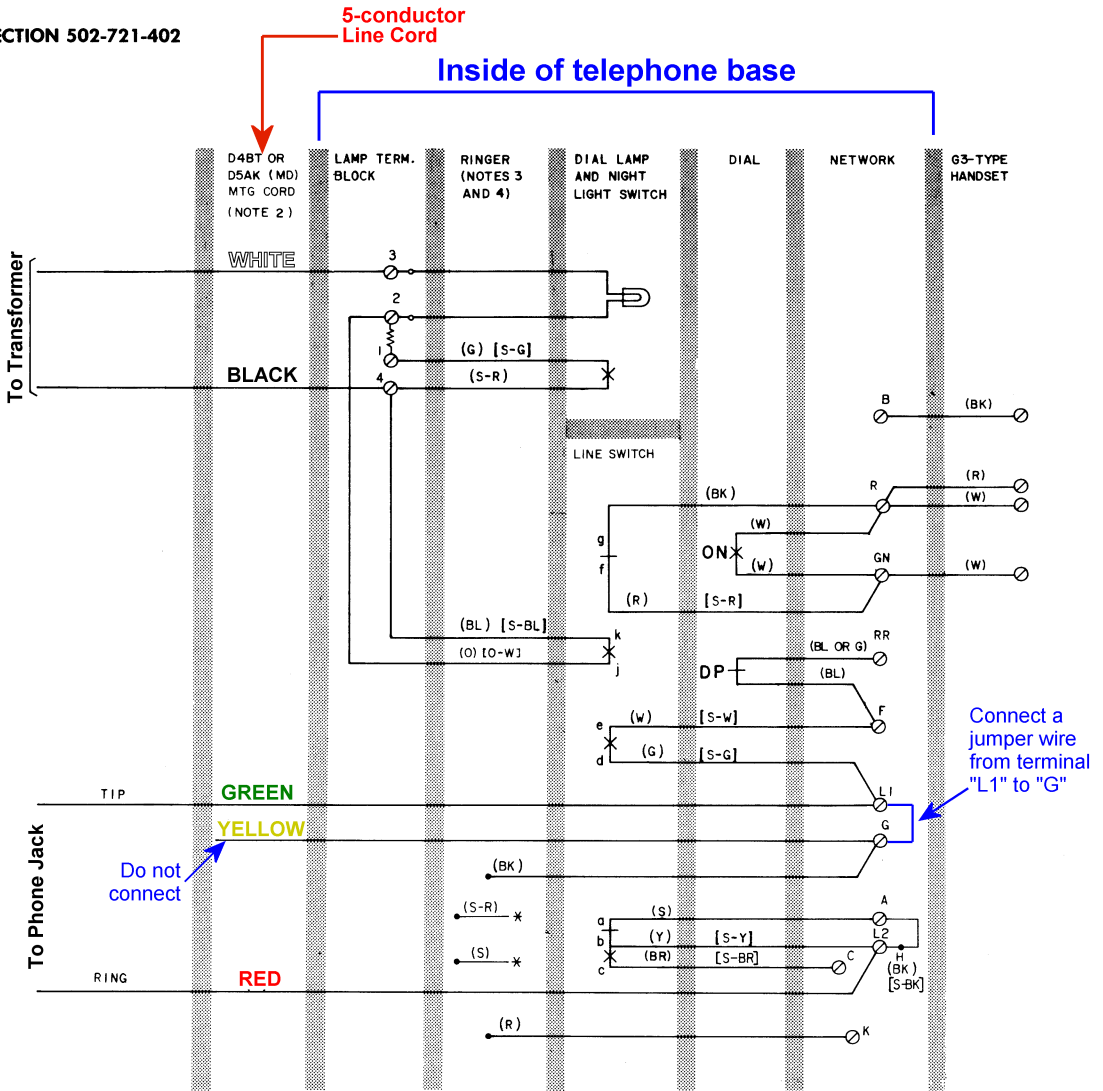 ECTION 502-721-402
5-conductor
Line Cord
Inside of telephone base
D4BT OR
D5AK (MD)
MTG CORD
(NOTE 2)
LAMP TERM.
BLOCK
RINGER
(NOTES 3
AND 4)
DIAL LAMP
AND NIGHT
LIGHT SWITCH
DIAL
NETWORK
G3-TYPE
HANDSET
To Transformer
WHITE
3
2
1
(G) [S-G]
BLACK
4
(S-R)
B
(BK)
LINE SWITCH
(BK)
R
(R)
(W)
g
f
ON
(W)
(W)
GN
(W)
(R)
[S-R]
(BL) [S-BL]
k
(O) [O-W]
j
(BL OR G)
RR
DP
(BL)
e
(W)
[S-W]
F
d
(G)
[S-G]
Connect a
jumper wire
from terminal
"L1" to "G"
To Phone Jack
TIP
GREEN
L1
YELLOW
G
Do not
connect
(BK)
(S-R)
*
a
(S)
A
b
(Y)
[S-Y]
L2
(S)
*
c
(BR)
[S-BR]
C
H
(BK)
[S-BK]
RING
RED
(R)
K